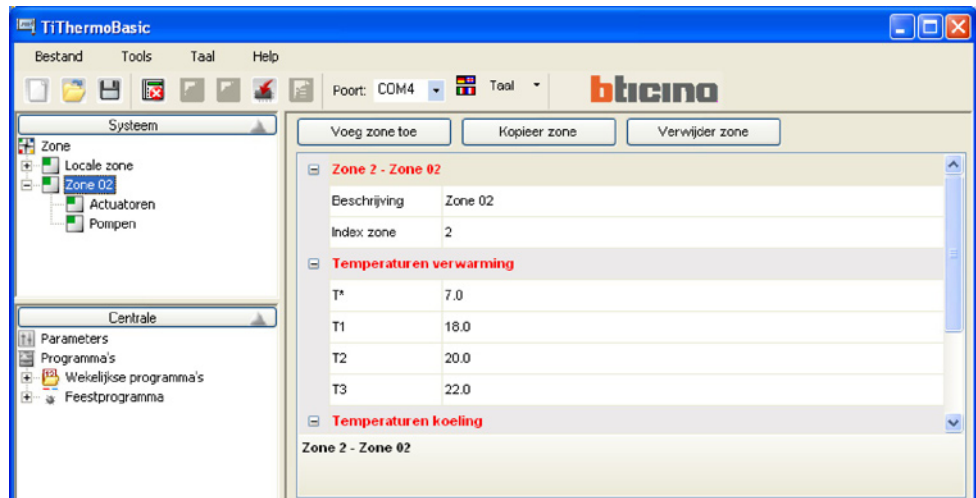 TiThermoBasic
Bestand Tools Taal Help
Poort: COM4 Taal bticino
Systeem
Zone
Locale zone
Zone 02
Actuatoren
Pompen
Centrale
Parameters
Programma's
Wekelijkse programma's
Feestprogramma
Voeg zone toe Kopieer zone Verwijder zone
Zone 2 - Zone 02
Beschrijving Zone 02
Index zone 2
Temperaturen verwarming
T* 7.0
T1 18.0
T2 20.0
T3 22.0
Temperaturen koeling
Zone 2 - Zone 02